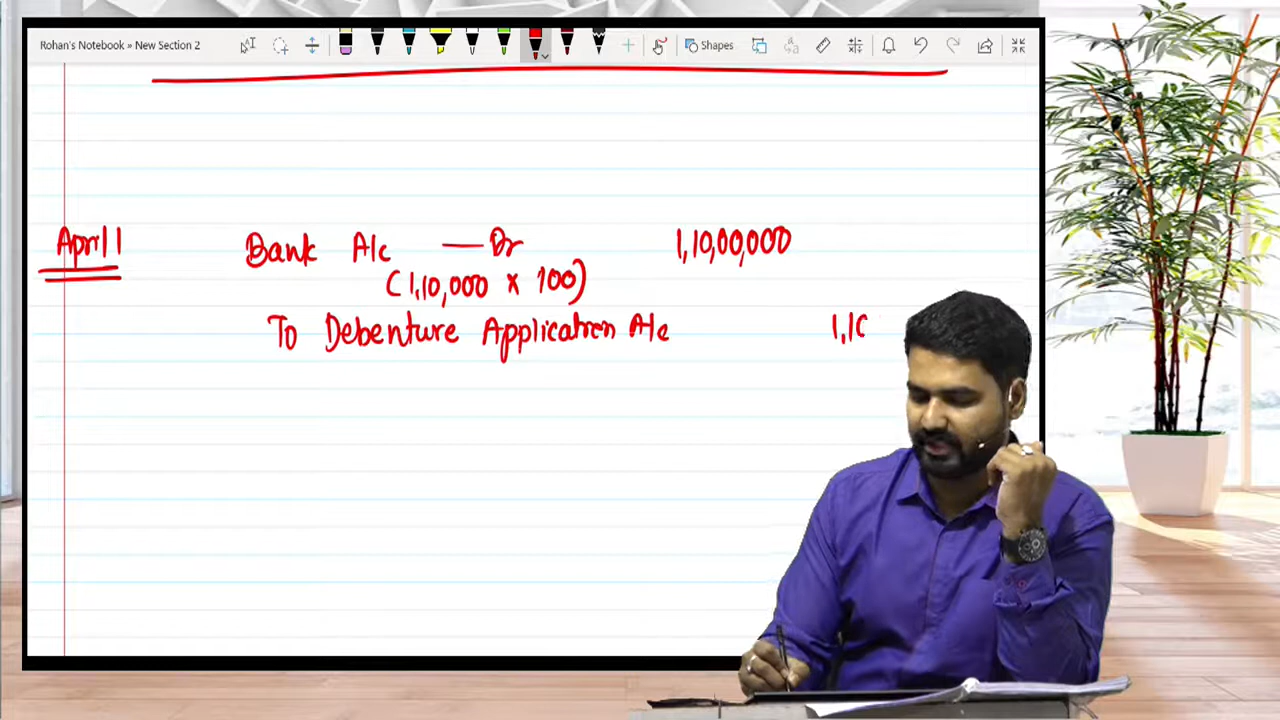 Rohan's Notebook » New Section 2
Shapes
April 1 Bank A/c — Dr 1,10,00,000
(1,10,000 × 100)
To Debenture Application A/c 1,10